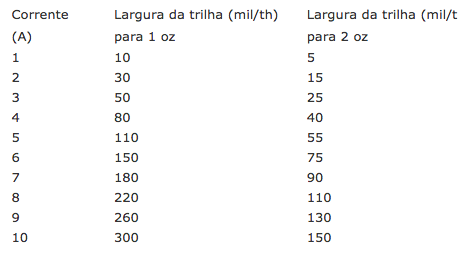 Corrente Largura da trilha (mil/th) Largura da trilha (mil/t
(A) para 1 oz para 2 oz
1 10 5
2 30 15
3 50 25
4 80 40
5 110 55
6 150 75
7 180 90
8 220 110
9 260 130
10 300 150